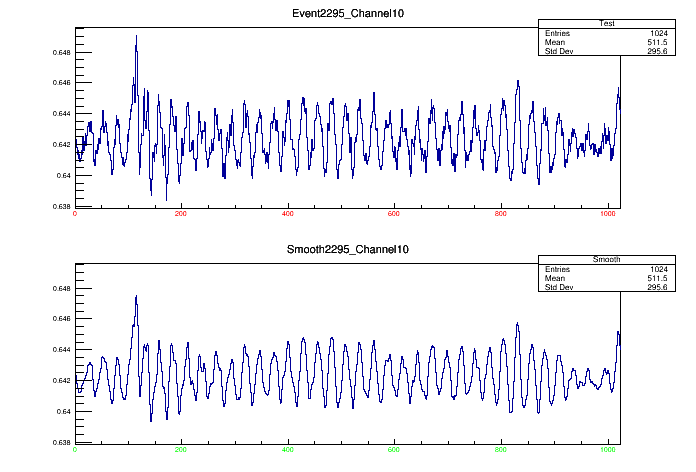 Event2295_Channel10
Test
Entries 1024
Mean 511.5
Std Dev 295.6
0.648
0.646
0.644
0.642
0.64
0.638
0 200 400 600 800 1000
Smooth2295_Channel10
Smooth
Entries 1024
Mean 511.5
Std Dev 295.6
0.648
0.646
0.644
0.642
0.64
0.638
0 200 400 600 800 1000